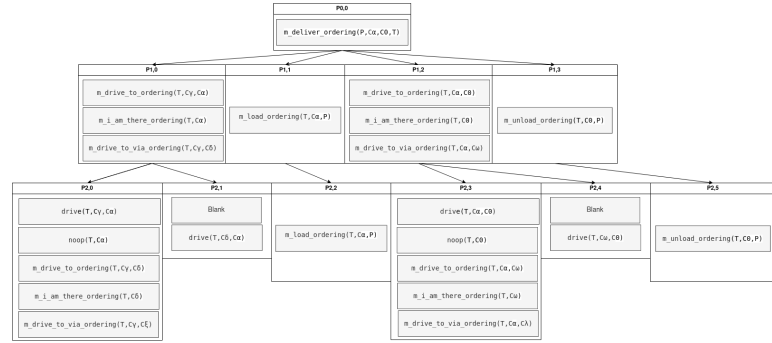 P0,0
m_deliver_ordering(P,Cα,Cθ,T)
P1,0
P1,1
P1,2
P1,3
m_drive_to_ordering(T,Cγ,Cα)
m_i_am_there_ordering(T,Cα)
m_drive_to_via_ordering(T,Cγ,Cδ)
m_load_ordering(T,Cα,P)
m_drive_to_ordering(T,Cα,Cθ)
m_i_am_there_ordering(T,Cθ)
m_drive_to_via_ordering(T,Cα,Cω)
m_unload_ordering(T,Cθ,P)
P2,0
P2,1
P2,2
P2,3
P2,4
P2,5
drive(T,Cγ,Cα)
noop(T,Cα)
m_drive_to_ordering(T,Cγ,Cδ)
m_i_am_there_ordering(T,Cδ)
m_drive_to_via_ordering(T,Cγ,Cξ)
Blank
drive(T,Cδ,Cα)
m_load_ordering(T,Cα,P)
drive(T,Cα,Cθ)
noop(T,Cθ)
m_drive_to_ordering(T,Cα,Cω)
m_i_am_there_ordering(T,Cω)
m_drive_to_via_ordering(T,Cα,Cλ)
Blank
drive(T,Cω,Cθ)
m_unload_ordering(T,Cθ,P)